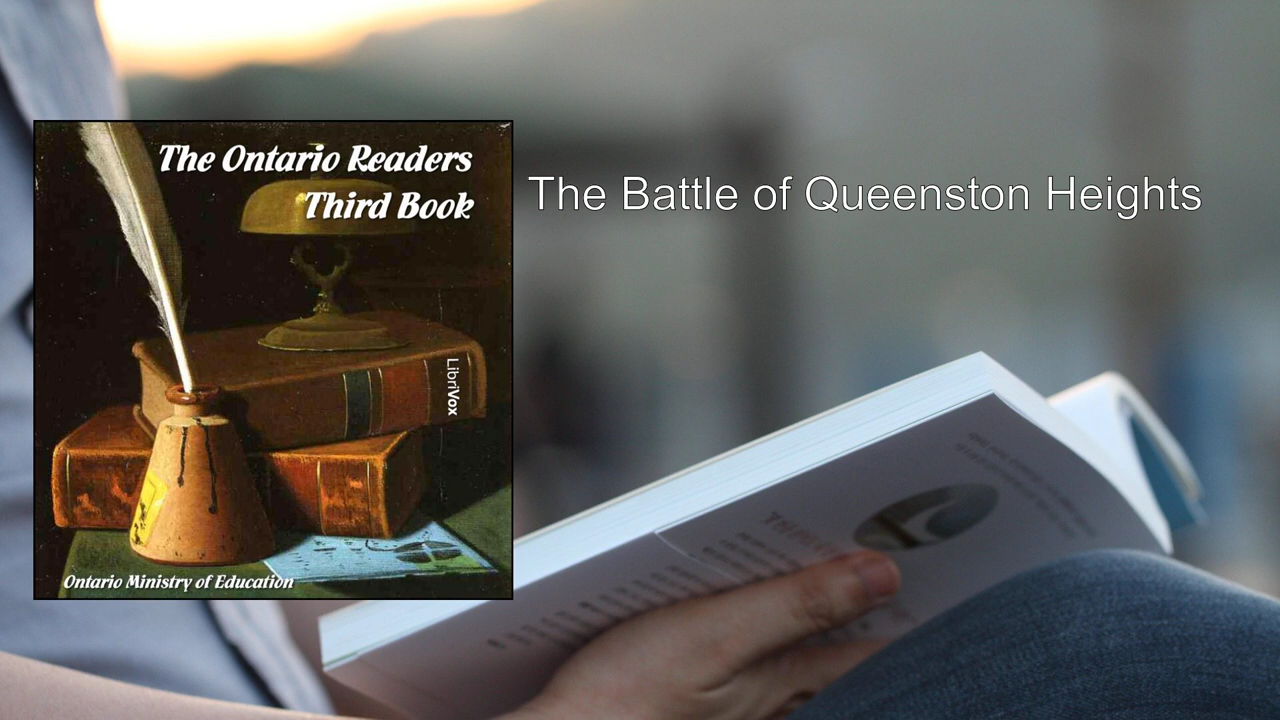 The Ontario Readers
Third Book
LibriVox
Ontario Ministry of Education
The Battle of Queenston Heights